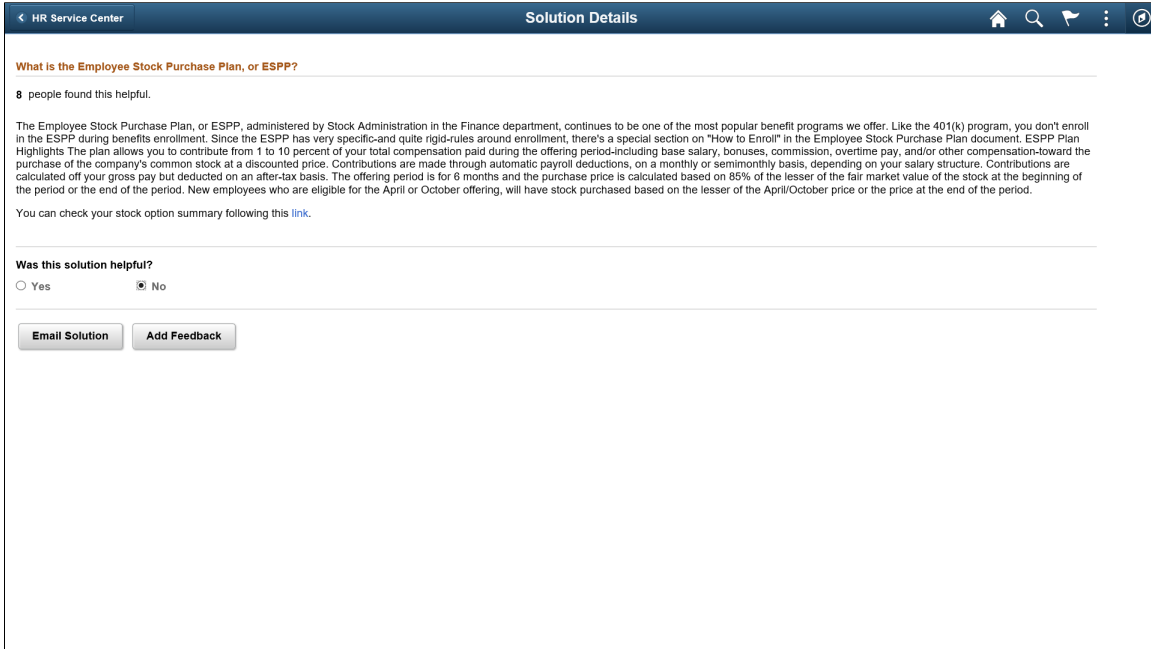 HR Service Center
Solution Details
What is the Employee Stock Purchase Plan, or ESPP?
8 people found this helpful.
The Employee Stock Purchase Plan, or ESPP, administered by Stock Administration in the Finance department, continues to be one of the most popular benefit programs we offer. Like the 401(k) program, you don't enroll
in the ESPP during benefits enrollment. Since the ESPP has very specific-and quite rigid-rules around enrollment, there's a special section on "How to Enroll" in the Employee Stock Purchase Plan document. ESPP Plan
Highlights The plan allows you to contribute from 1 to 10 percent of your total compensation paid during the offering period-including base salary, bonuses, commission, overtime pay, and/or other compensation-toward the
purchase of the company's common stock at a discounted price. Contributions are made through automatic payroll deductions, on a monthly or semimonthly basis, depending on your salary structure. Contributions are
calculated off your gross pay but deducted on an after-tax basis. The offering period is for 6 months and the purchase price is calculated based on 85% of the lesser of the fair market value of the stock at the beginning of
the period or the end of the period. New employees who are eligible for the April or October offering, will have stock purchased based on the lesser of the April/October price or the price at the end of the period.
You can check your stock option summary following this link.
Was this solution helpful?
Yes No
Email Solution Add Feedback